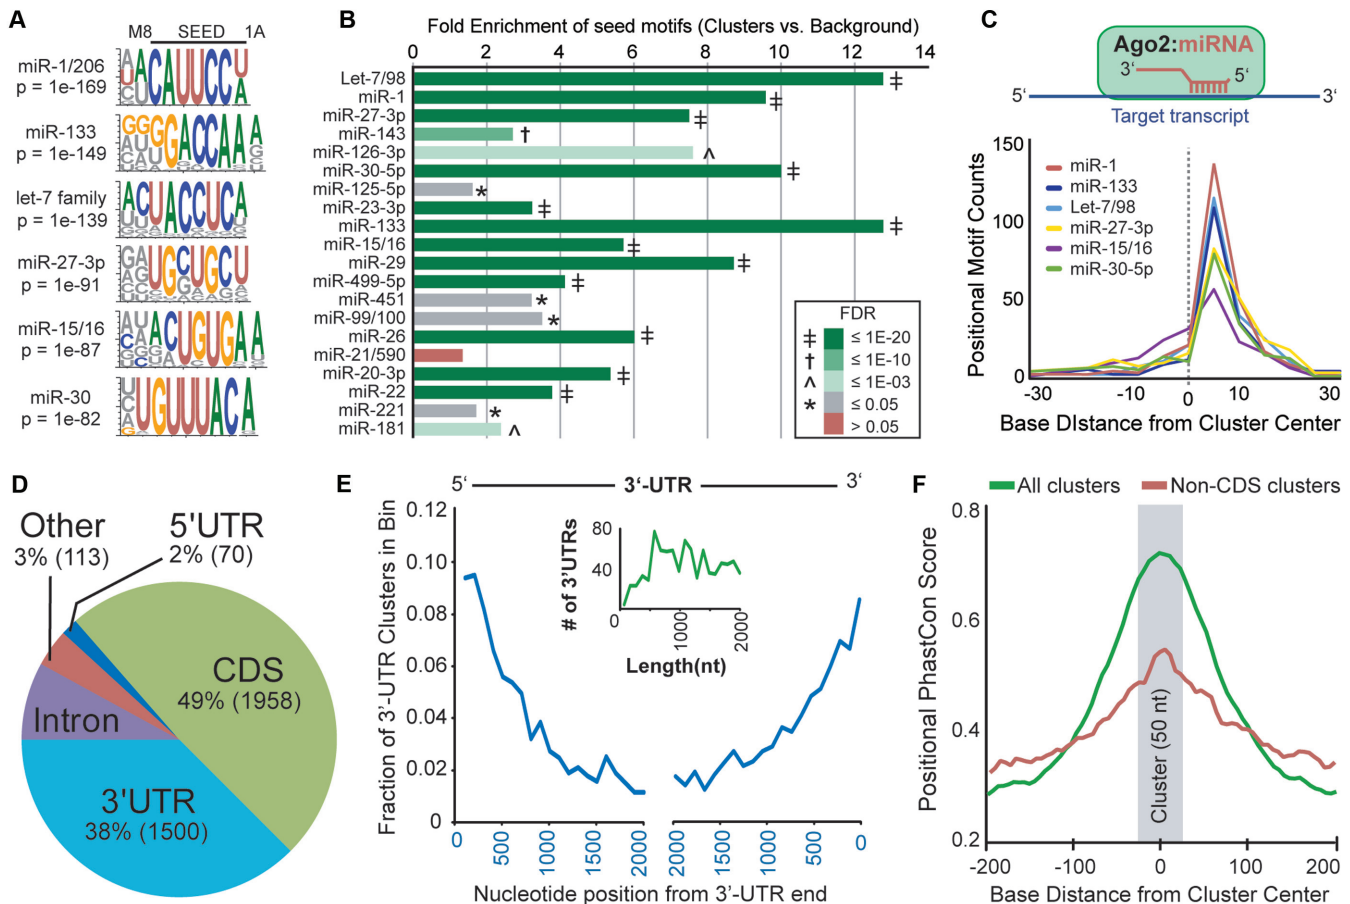 A
M8 SEED 1A
miR-1/206
p = 1e-169
miR-133
p = 1e-149
let-7 family
p = 1e-139
miR-27-3p
p = 1e-91
miR-15/16
p = 1e-87
miR-30
p = 1e-82
B
Fold Enrichment of seed motifs (Clusters vs. Background)
0 2 4 6 8 10 12 14
Let-7/98 ‡
miR-1 ‡
miR-27-3p ‡
miR-143 †
miR-126-3p ^
miR-30-5p ‡
miR-125-5p *
miR-23-3p ‡
miR-133 ‡
miR-15/16 ‡
miR-29 ‡
miR-499-5p ‡
miR-451 *
miR-99/100 *
miR-26 ‡
miR-21/590
miR-20-3p ‡
miR-22 ‡
miR-221 *
miR-181 ^
FDR
‡ ≤ 1E-20
† ≤ 1E-10
^ ≤ 1E-03
* ≤ 0.05
> 0.05
C
Ago2:miRNA
3‘ 5‘
5‘ 3‘
Target transcript
Positional Motif Counts
150
100
50
0
miR-1
miR-133
Let-7/98
miR-27-3p
miR-15/16
miR-30-5p
-30 -10 0 10 30
Base DIstance from Cluster Center
D
Other
3% (113)
5'UTR
2% (70)
CDS
49% (1958)
Intron
3'UTR
38% (1500)
E
5‘ 3‘-UTR 3‘
Fraction of 3‘-UTR Clusters in Bin
0.12
0.10
0.08
0.06
0.04
0.02
0
# of 3’UTRs
80
40
0 1000 2000
Length(nt)
0 500 1000 1500 2000 2000 1500 1000 500 0
Nucleotide position from 3’-UTR end
F
All clusters Non-CDS clusters
Positional PhastCon Score
0.8
0.6
0.4
0.2
Cluster (50 nt)
-200 -100 0 100 200
Base Distance from Cluster Center